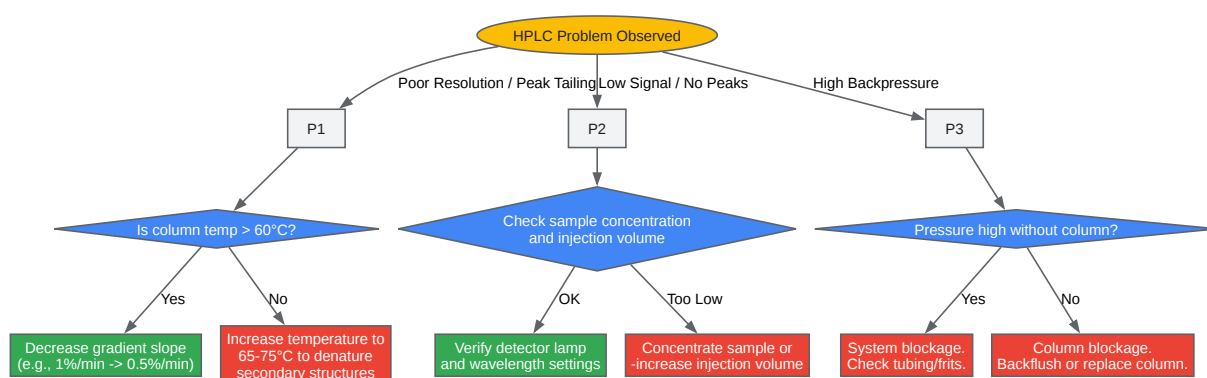 HPLC Problem Observed
Poor Resolution / Peak Tailing
Low Signal / No Peaks
High Backpressure
P1
P2
P3
Is column temp > 60°C?
Check sample concentration
and injection volume
Pressure high without column?
Yes
No
OK
Too Low
Yes
No
Decrease gradient slope
(e.g., 1%/min -> 0.5%/min)
Increase temperature to
65-75°C to denature
secondary structures
Verify detector lamp
and wavelength settings
Concentrate sample or
-increase injection volume
System blockage.
Check tubing/frits.
Column blockage.
Backflush or replace column.